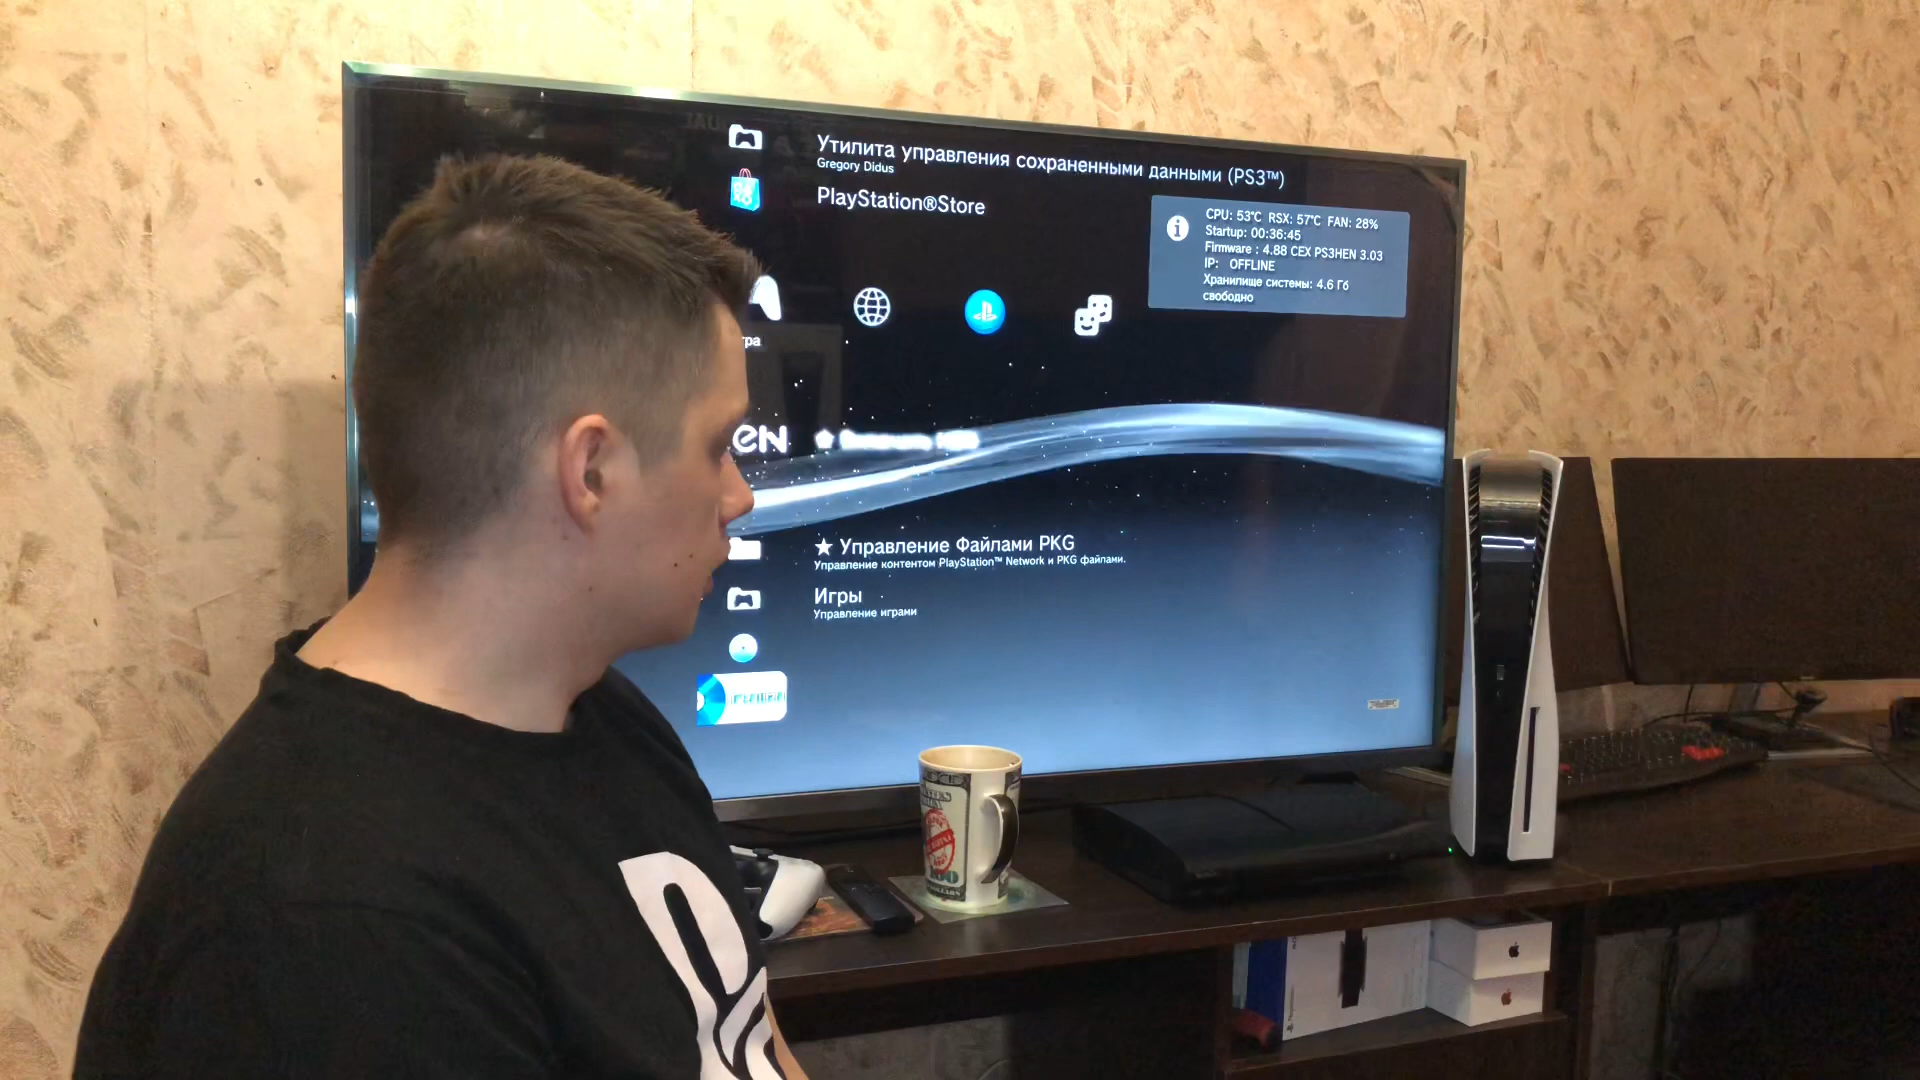 Утилита управления сохраненными данными (PS3™)
Gregory Didus
PlayStation®Store
CPU: 53°C RSX: 57°C FAN: 28%
Startup: 00:36:45
Firmware : 4.88 CEX PS3HEN 3.03
IP: OFFLINE
Хранилище системы: 4.6 Гб
свободно
гра
EN
★ Управление Файлами PKG
Управление контентом PlayStation™ Network и PKG файлами.
Игры
Управление играми